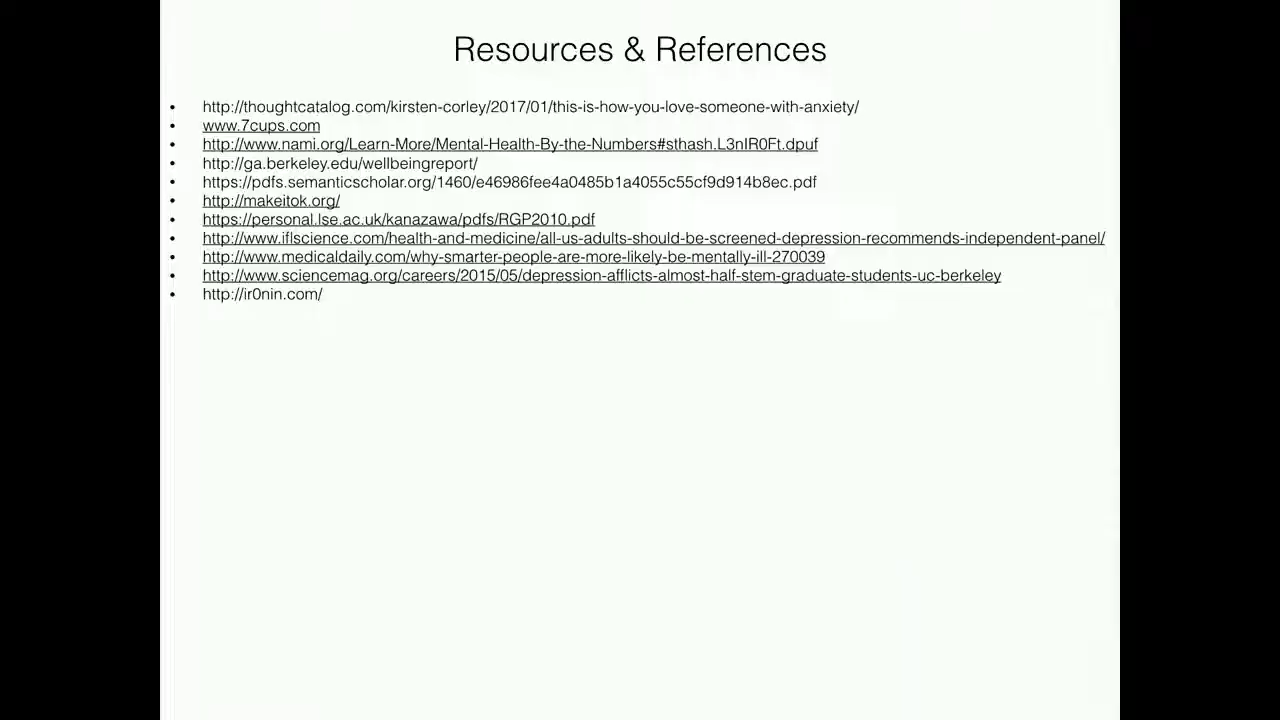 Resources & References
• http://thoughtcatalog.com/kirsten-corley/2017/01/this-is-how-you-love-someone-with-anxiety/
• www.7cups.com
• http://www.nami.org/Learn-More/Mental-Health-By-the-Numbers#sthash.L3nIR0Ft.dpuf
• http://ga.berkeley.edu/wellbeingreport/
• https://pdfs.semanticscholar.org/1460/e46986fee4a0485b1a4055c55cf9d914b8ec.pdf
• http://makeitok.org/
• https://personal.lse.ac.uk/kanazawa/pdfs/RGP2010.pdf
• http://www.iflscience.com/health-and-medicine/all-us-adults-should-be-screened-depression-recommends-independent-panel/
• http://www.medicaldaily.com/why-smarter-people-are-more-likely-be-mentally-ill-270039
• http://www.sciencemag.org/careers/2015/05/depression-afflicts-almost-half-stem-graduate-students-uc-berkeley
• http://ir0nin.com/